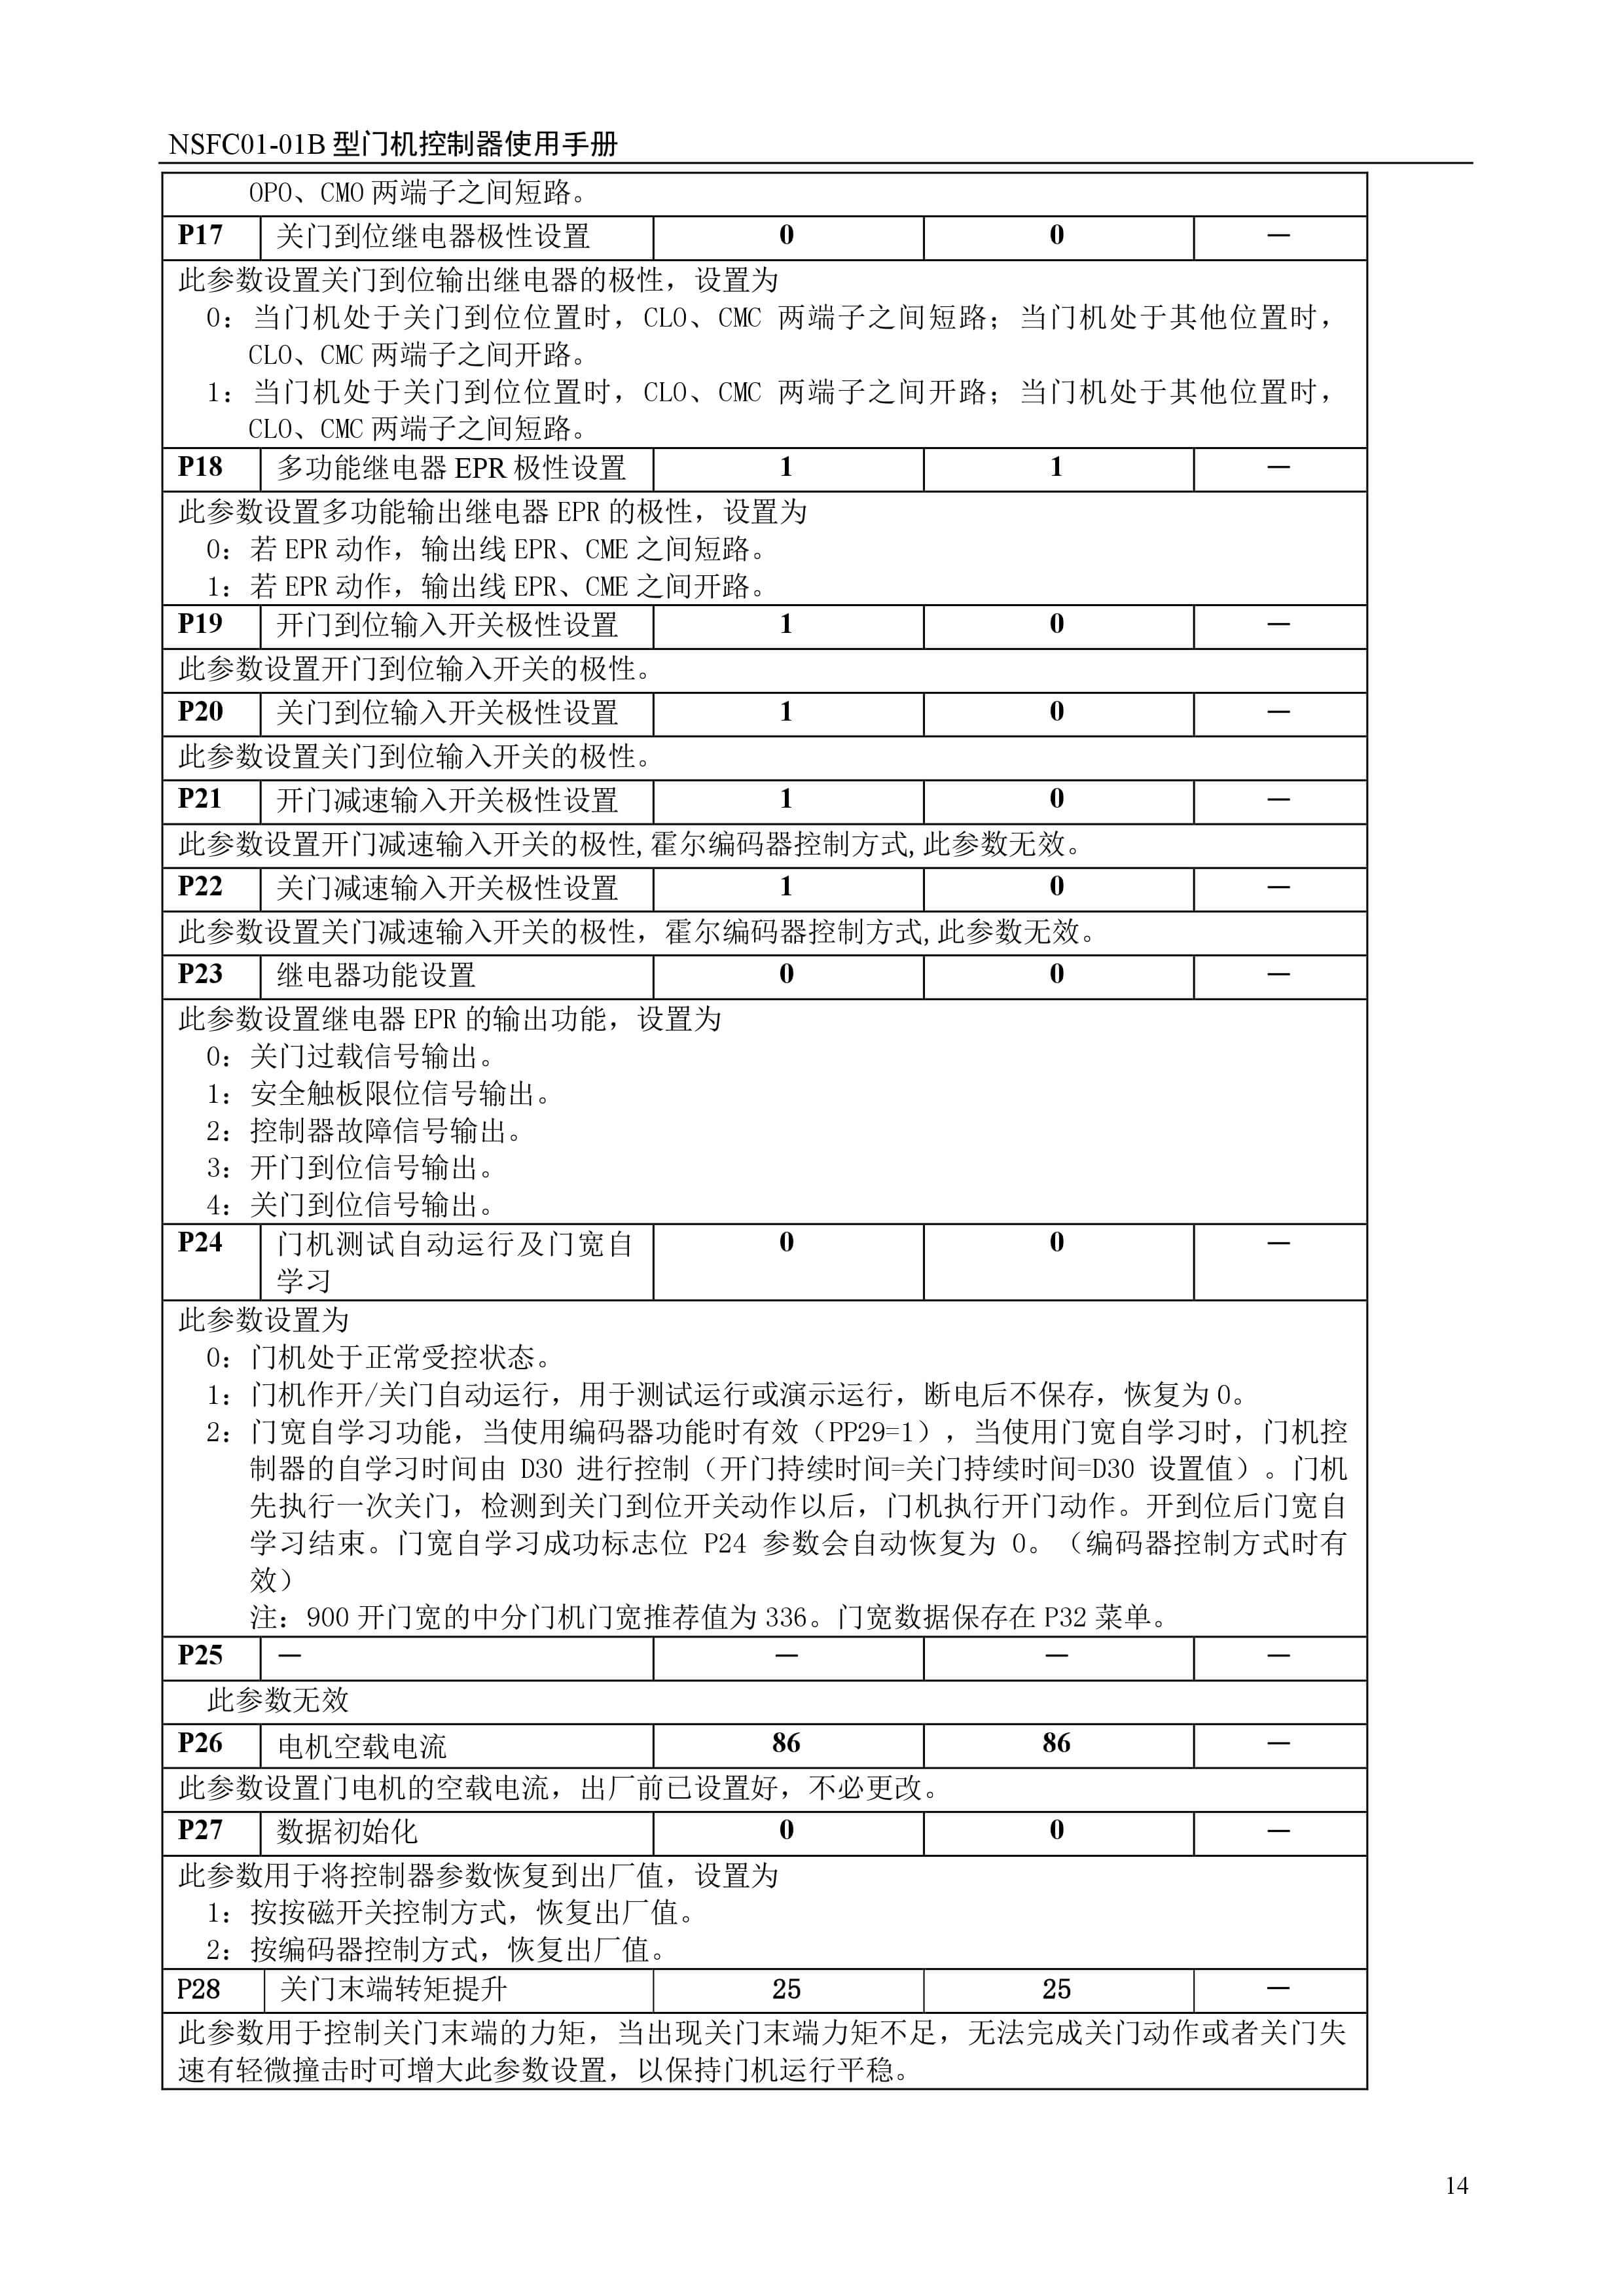 NSFC01-01B 型门机控制器使用手册
OPO、CMO 两端子之间短路。
P17 关门到位继电器极性设置 0 0 —
此参数设置关门到位输出继电器的极性，设置为
0：当门机处于关门到位位置时，CLO、CMC 两端子之间短路；当门机处于其他位置时，
CLO、CMC 两端子之间开路。
1：当门机处于关门到位位置时，CLO、CMC 两端子之间开路；当门机处于其他位置时，
CLO、CMC 两端子之间短路。
P18 多功能继电器 EPR 极性设置 1 1 —
此参数设置多功能输出继电器 EPR 的极性，设置为
0：若 EPR 动作，输出线 EPR、CME 之间短路。
1：若 EPR 动作，输出线 EPR、CME 之间开路。
P19 开门到位输入开关极性设置 1 0 —
此参数设置开门到位输入开关的极性。
P20 关门到位输入开关极性设置 1 0 —
此参数设置关门到位输入开关的极性。
P21 开门减速输入开关极性设置 1 0 —
此参数设置开门减速输入开关的极性,霍尔编码器控制方式,此参数无效。
P22 关门减速输入开关极性设置 1 0 —
此参数设置关门减速输入开关的极性，霍尔编码器控制方式,此参数无效。
P23 继电器功能设置 0 0 —
此参数设置继电器 EPR 的输出功能，设置为
0：关门过载信号输出。
1：安全触板限位信号输出。
2：控制器故障信号输出。
3：开门到位信号输出。
4：关门到位信号输出。
P24 门机测试自动运行及门宽自 0 0 —
学习
此参数设置为
0：门机处于正常受控状态。
1：门机作开/关门自动运行，用于测试运行或演示运行，断电后不保存，恢复为 0。
2：门宽自学习功能，当使用编码器功能时有效（PP29=1），当使用门宽自学习时，门机控
制器的自学习时间由 D30 进行控制（开门持续时间=关门持续时间=D30 设置值）。门机
先执行一次关门，检测到关门到位开关动作以后，门机执行开门动作。开到位后门宽自
学习结束。门宽自学习成功标志位 P24 参数会自动恢复为 0。（编码器控制方式时有
效）
注：900 开门宽的中分门机门宽推荐值为 336。门宽数据保存在 P32 菜单。
P25 — — — —
此参数无效
P26 电机空载电流 86 86 —
此参数设置门电机的空载电流，出厂前已设置好，不必更改。
P27 数据初始化 0 0 —
此参数用于将控制器参数恢复到出厂值，设置为
1：按按磁开关控制方式，恢复出厂值。
2：按编码器控制方式，恢复出厂值。
P28 关门末端转矩提升 25 25 —
此参数用于控制关门末端的力矩，当出现关门末端力矩不足，无法完成关门动作或者关门失
速有轻微撞击时可增大此参数设置，以保持门机运行平稳。
14